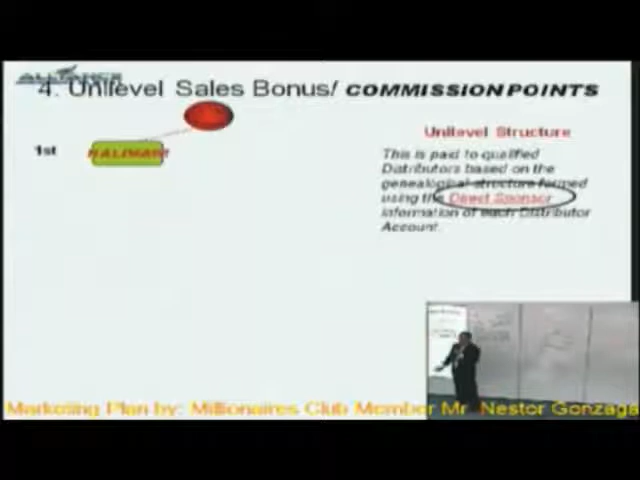 ALLIANCE
4. Unilevel Sales Bonus/ COMMISSION POINTS
1st
Unilevel Structure
This is paid to qualified
Distributors based on the
genealogical structure formed
using the Direct Sponsor
information of each Distributor
Account.
Marketing Plan by: Millionaires Club Member Mr Nestor Gonzaga